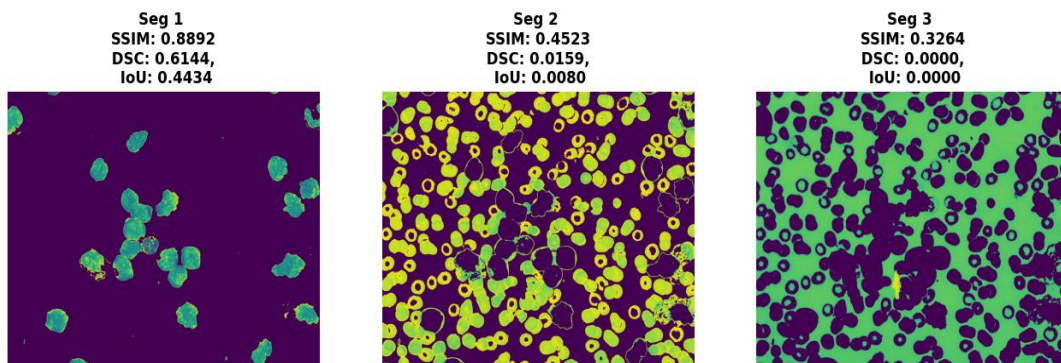 Seg 1
SSIM: 0.8892
DSC: 0.6144,
IoU: 0.4434
Seg 2
SSIM: 0.4523
DSC: 0.0159,
IoU: 0.0080
Seg 3
SSIM: 0.3264
DSC: 0.0000,
IoU: 0.0000